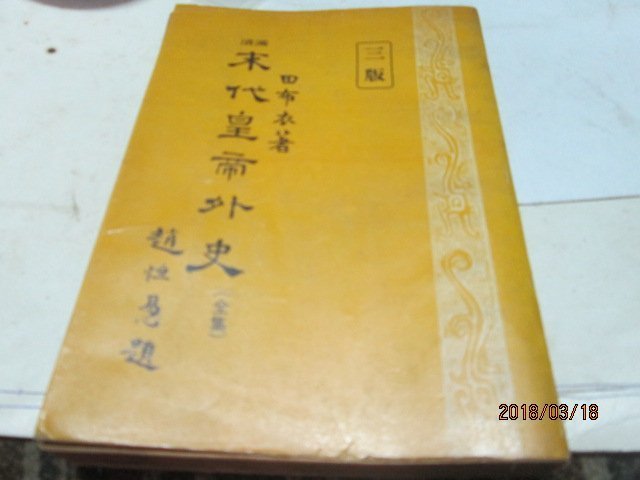 三版
田布衣著
滿清
末代皇帝外史
(全集)
趙恒惕題
2018/03/18